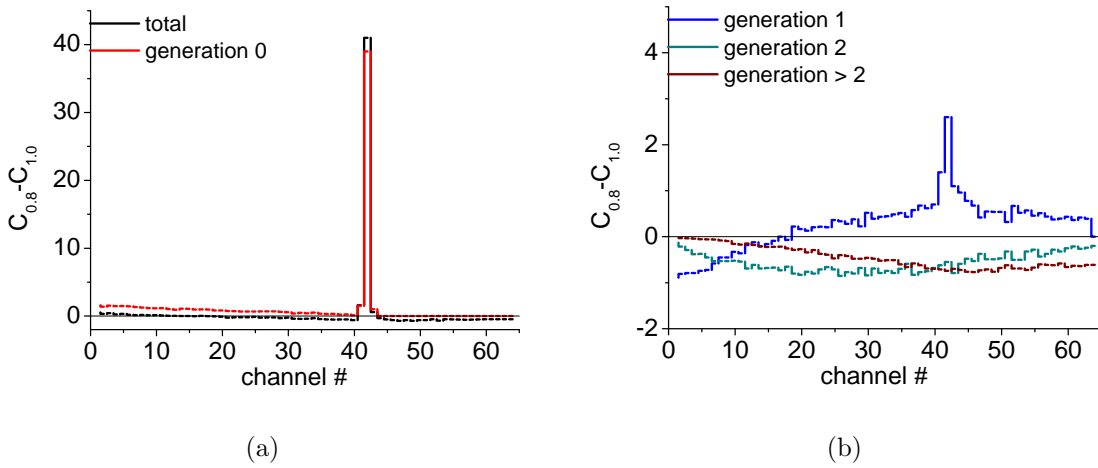 total
generation 0
C0.8-C1.0
40
30
20
10
0
0 10 20 30 40 50 60
channel #
(a)
generation 1
generation 2
generation > 2
C0.8-C1.0
4
2
0
-2
0 10 20 30 40 50 60
channel #
(b)